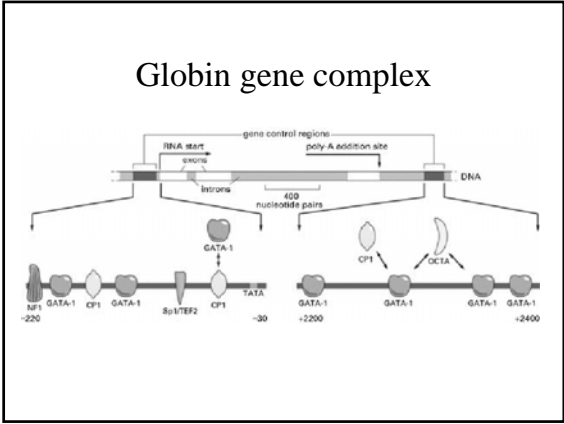 Globin gene complex
gene control regions
RNA start
poly-A addition site
exons
DNA
introns
400
nucleotide pairs
GATA-1
CP1
OCTA
NF1
GATA-1
CP1
GATA-1
Sp1/TEF2
CP1
TATA
GATA-1
GATA-1
GATA-1
GATA-1
-220
-30
+2200
+2400